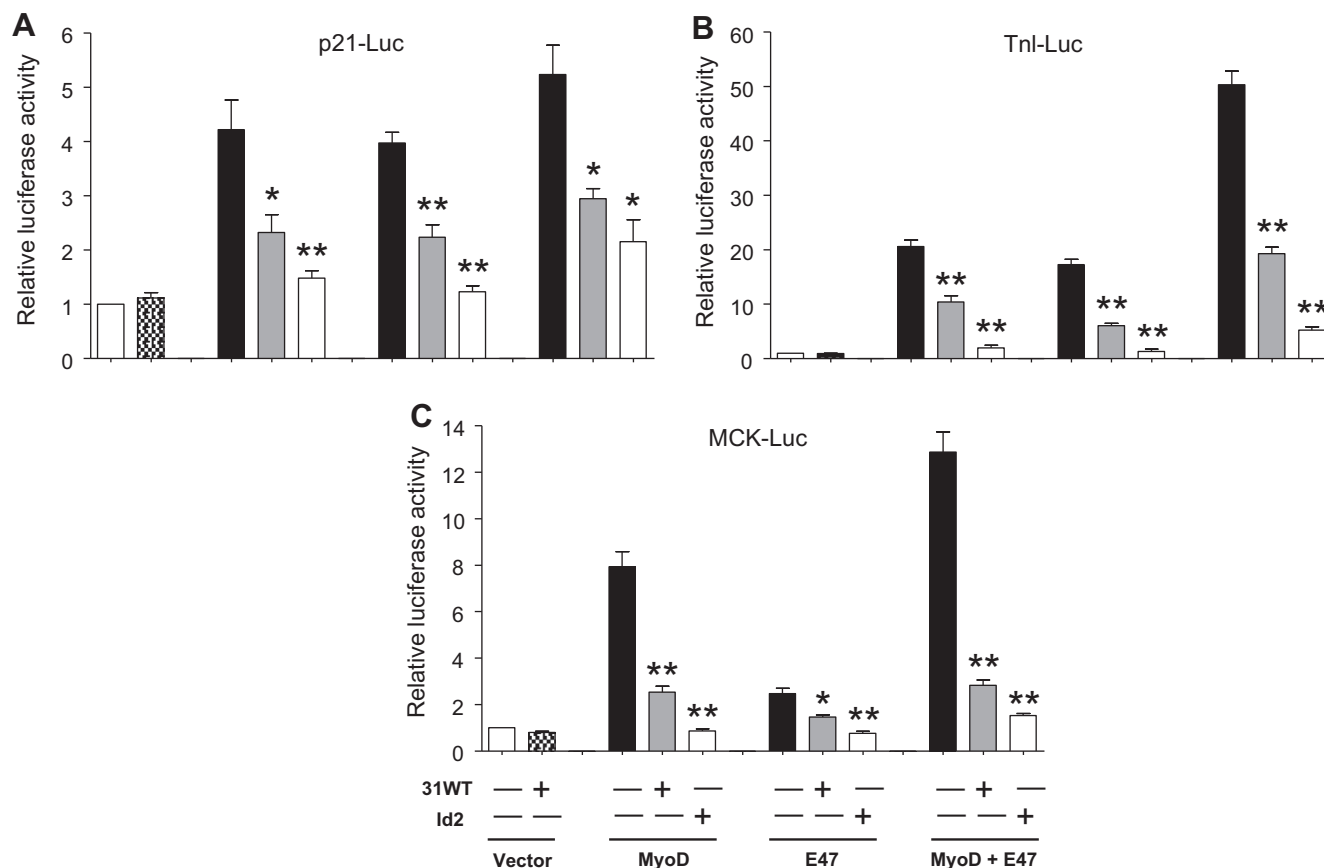 A
p21-Luc
Relative luciferase activity
6
5
4
3
2
1
0
* ** ** ** * *
B
TnI-Luc
Relative luciferase activity
60
50
40
30
20
10
0
** ** ** ** ** **
C
MCK-Luc
Relative luciferase activity
14
12
10
8
6
4
2
0
** ** * ** ** **
31WT — + — + — — + — — + —
Id2 — — — — + — — + — — +
Vector MyoD E47 MyoD + E47